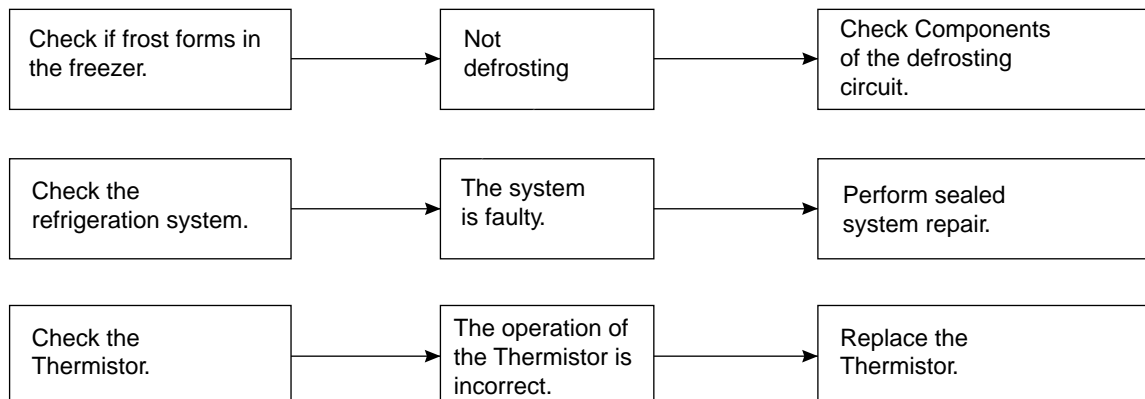 Check if frost forms in
the freezer.
Not
defrosting
Check Components
of the defrosting
circuit.
Check the
refrigeration system.
The system
is faulty.
Perform sealed
system repair.
Check the
Thermistor.
The operation of
the Thermistor is
incorrect.
Replace the
Thermistor.